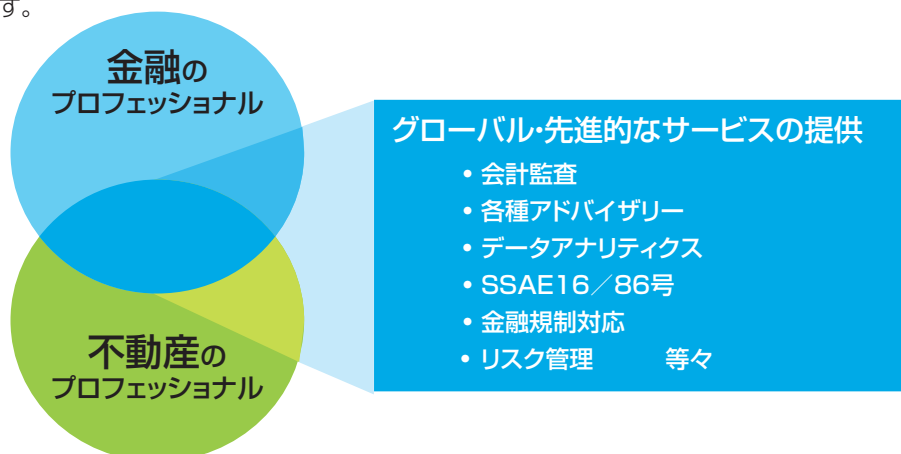 す。
金融の
プロフェッショナル
グローバル・先進的なサービスの提供
• 会計監査
• 各種アドバイザリー
• データアナリティクス
• SSAE16／86号
• 金融規制対応
• リスク管理　　等々
不動産の
プロフェッショナル